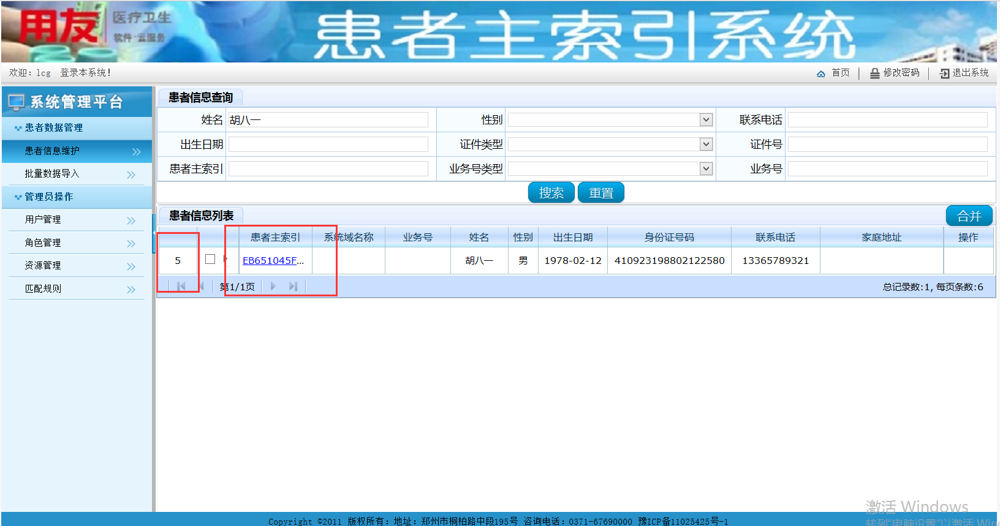 用友 医疗卫生
软件·云服务
患者主索引系统
欢迎：lcg 登录本系统！ 首页 修改密码 退出系统
系统管理平台
患者数据管理
患者信息维护
批量数据导入
管理员操作
用户管理
角色管理
资源管理
匹配规则
患者信息查询
姓名 胡八一 性别 联系电话
出生日期 证件类型 证件号
患者主索引 业务号类型 业务号
搜索 重置
患者信息列表 合并
患者主索引 系统域名称 业务号 姓名 性别 出生日期 身份证号码 联系电话 家庭地址 操作
5 EB651045F... 胡八一 男 1978-02-12 410923198802122580 13365789321
第1/1页 总记录数:1, 每页条数:6
激活 Windows
转到"电脑设置"以激活 Win
Copyright ©2011 版权所有：地址：郑州市桐柏路中段195号 咨询电话：0371-67690000 豫ICP备11025425号-1